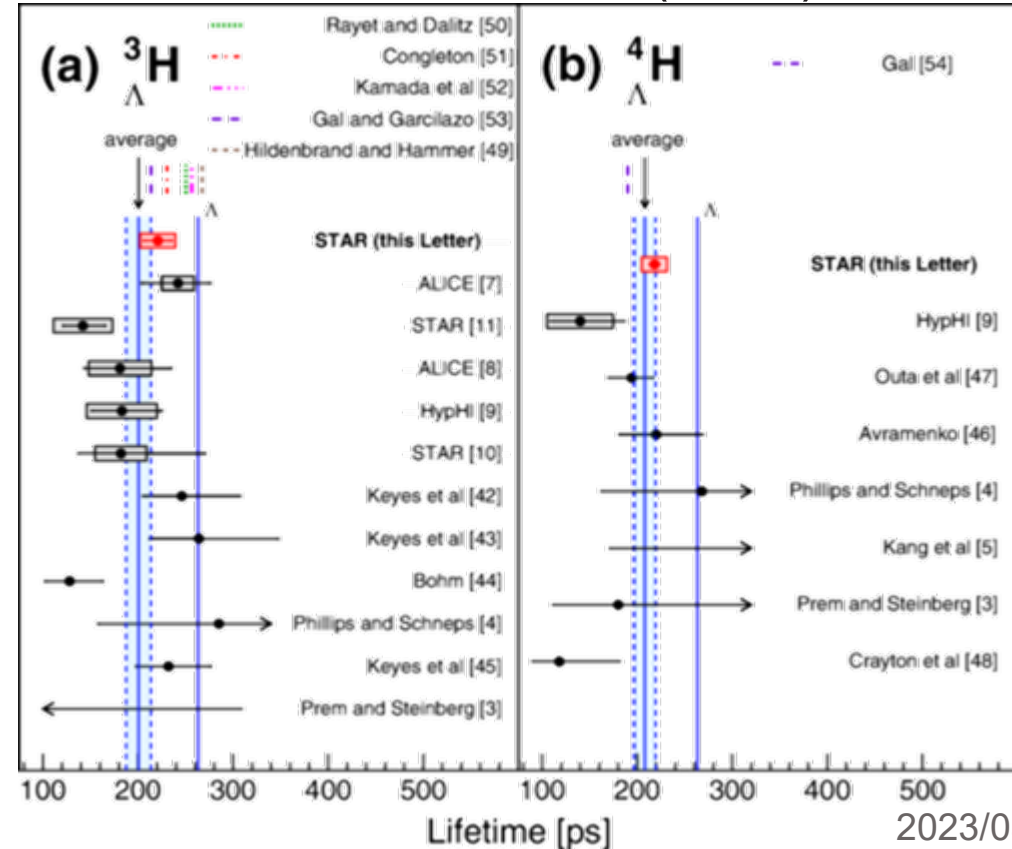 (a) ³H
Λ
Rayet and Dalitz [50]
Congleton [51]
Kamada et al [52]
Gal and Garcilazo [53]
Hildenbrand and Hammer [49]
average
Λ
STAR (this Letter)
ALICE [7]
STAR [11]
ALICE [8]
HypHI [9]
STAR [10]
Keyes et al [42]
Keyes et al [43]
Bohm [44]
Phillips and Schneps [4]
Keyes et al [45]
Prem and Steinberg [3]
100 200 300 400 500
(b) ⁴H
Λ
Gal [54]
average
Λ
STAR (this Letter)
HypHI [9]
Outa et al [47]
Avramenko [46]
Phillips and Schneps [4]
Kang et al [5]
Prem and Steinberg [3]
Crayton et al [48]
100 200 300 400 500
Lifetime [ps]
2023/0